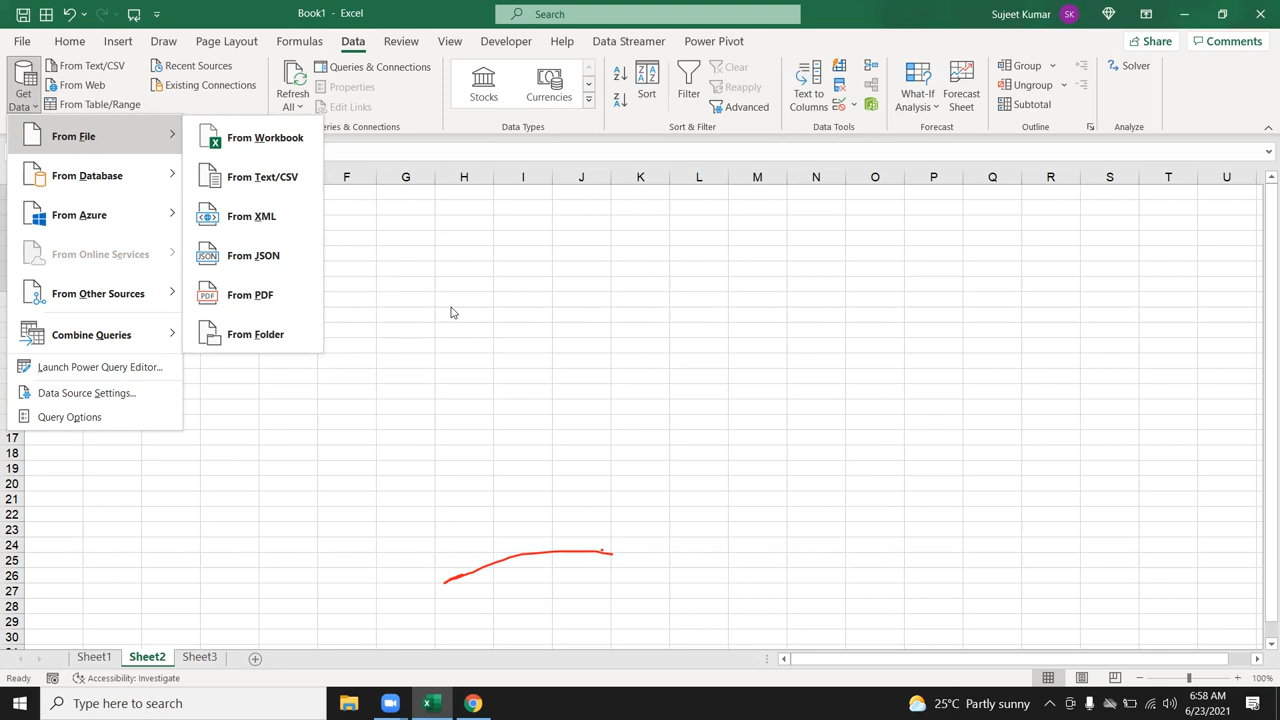 Book1 - Excel
Search
Sujeet Kumar
SK
File
Home
Insert
Draw
Page Layout
Formulas
Data
Review
View
Developer
Help
Data Streamer
Power Pivot
Share
Comments
Get Data
From Text/CSV
From Web
From Table/Range
Recent Sources
Existing Connections
Refresh All
Queries & Connections
Properties
Edit Links
Stocks
Currencies
Sort
Filter
Clear
Reapply
Advanced
Text to Columns
What-If Analysis
Forecast Sheet
Group
Ungroup
Subtotal
Solver
ries & Connections
Data Types
Sort & Filter
Data Tools
Forecast
Outline
Analyze
From File
From Database
From Azure
From Online Services
From Other Sources
Combine Queries
Launch Power Query Editor...
Data Source Settings...
Query Options
From Workbook
From Text/CSV
From XML
JSON
From JSON
PDF
From PDF
From Folder
F G H I J K L M N O P Q R S T U
17
18
19
20
21
22
23
24
25
26
27
28
29
30
Sheet1
Sheet2
Sheet3
Ready
Accessibility: Investigate
100%
Type here to search
25°C Partly sunny
6:58 AM
6/23/2021